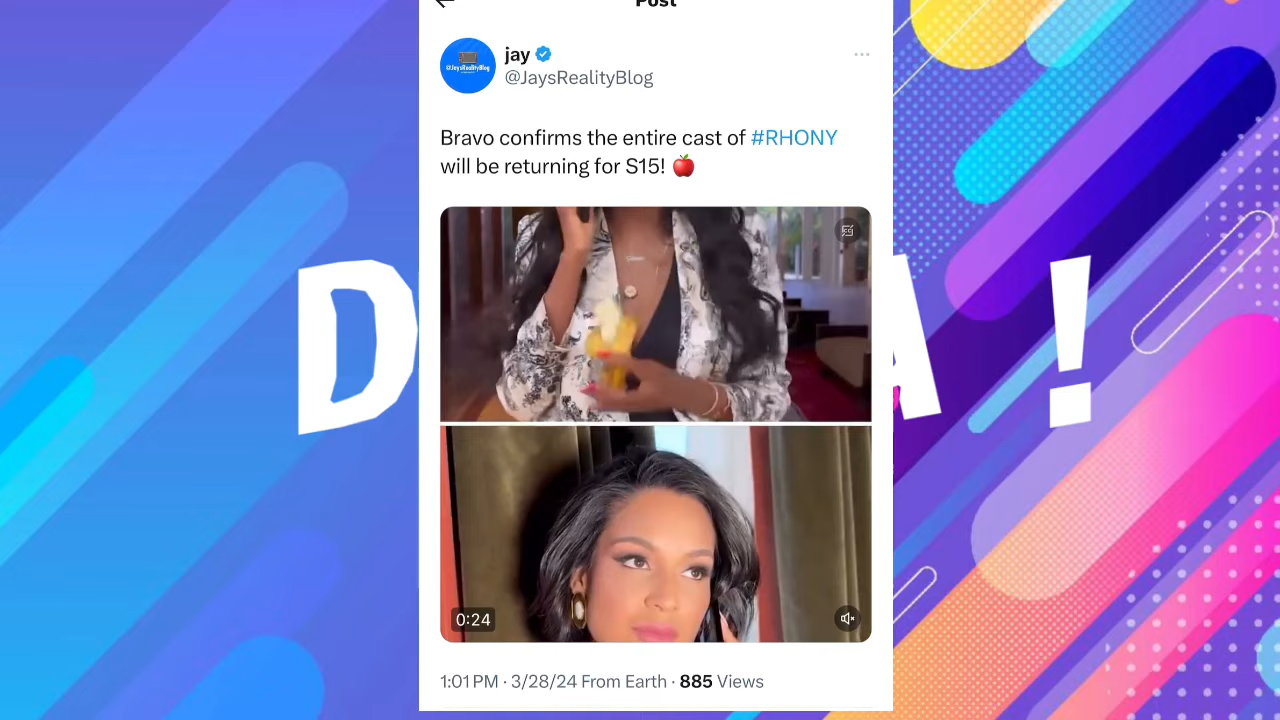 Post
jay
@JaysRealityBlog
@JaysRealityBlog
Bravo confirms the entire cast of #RHONY
will be returning for S15! 🍎
D A !
0:24
1:01 PM · 3/28/24 From Earth · 885 Views